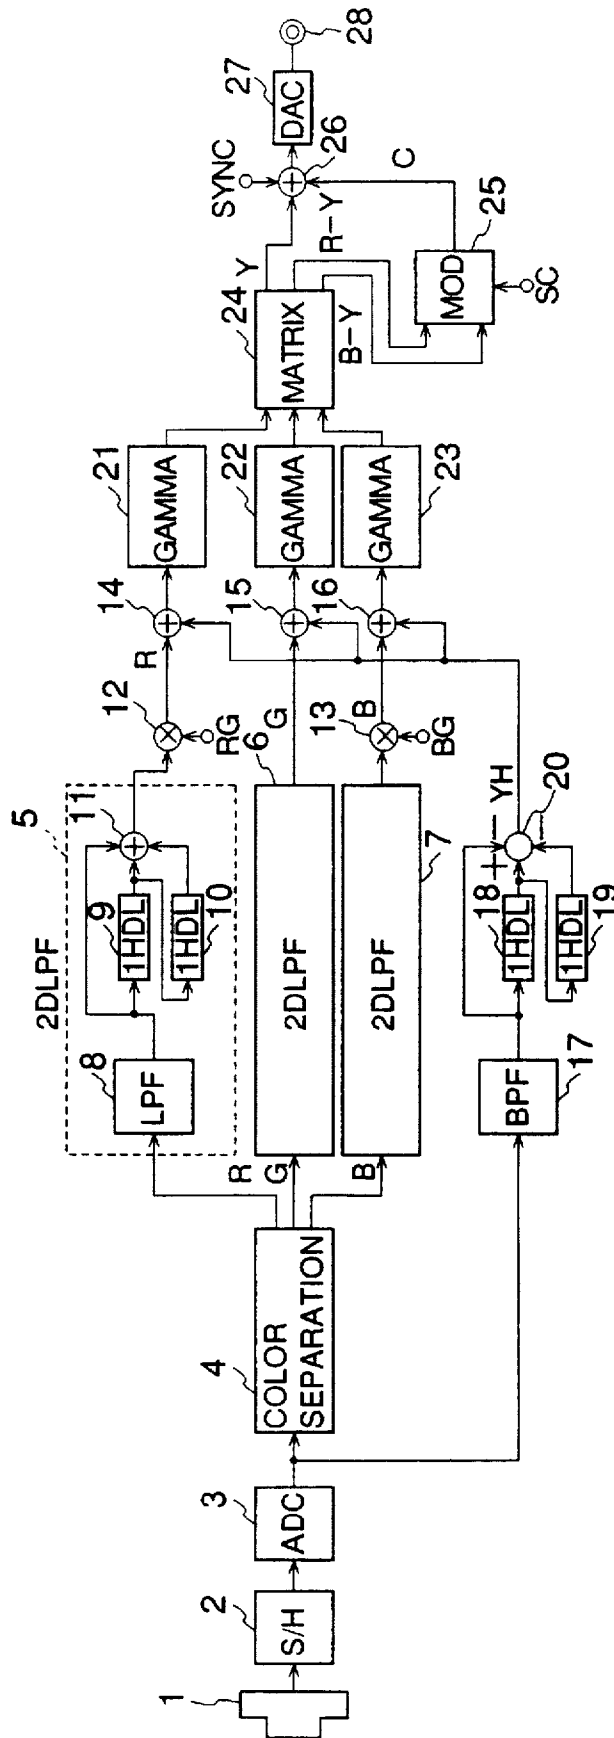 1
2
S/H
3
ADC
4
COLOR
SEPARATION
R
G
B
5
2DLPF
8
LPF
9
1HDL
10
1HDL
11
+
6
2DLPF
7
2DLPF
17
BPF
18
1HDL
19
1HDL
+
−
YH
20
12
×
RG
R
G
13
×
BG
B
14
+
15
+
16
+
21
GAMMA
22
GAMMA
23
GAMMA
24
MATRIX
Y
R−Y
B−Y
25
MOD
SC
C
SYNC
+
26
27
DAC
28